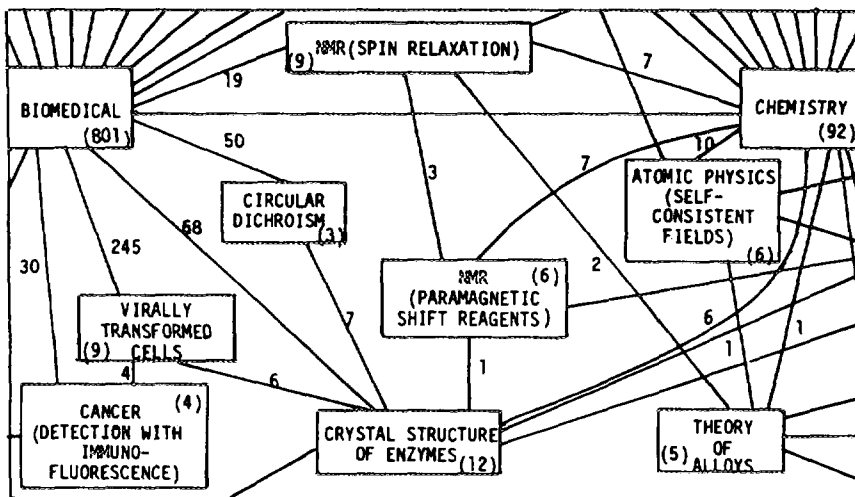 NMR(SPIN RELAXATION)
(9)
19
7
BIOMEDICAL
(801)
CHEMISTRY
(92)
50
10
3
7
ATOMIC PHYSICS
(SELF-
CONSISTENT
FIELDS)
(6)
CIRCULAR
DICHROISM
(3)
68
245
30
2
NMR
(6)
(PARAMAGNETIC
SHIFT REAGENTS)
VIRALLY
TRANSFORMED
CELLS
(9)
7
6
1
1
4
6
1
CANCER
(4)
(DETECTION WITH
IMMUNO-
FLUORESCENCE)
CRYSTAL STRUCTURE
OF ENZYMES
(12)
THEORY
OF
ALLOYS
(5)